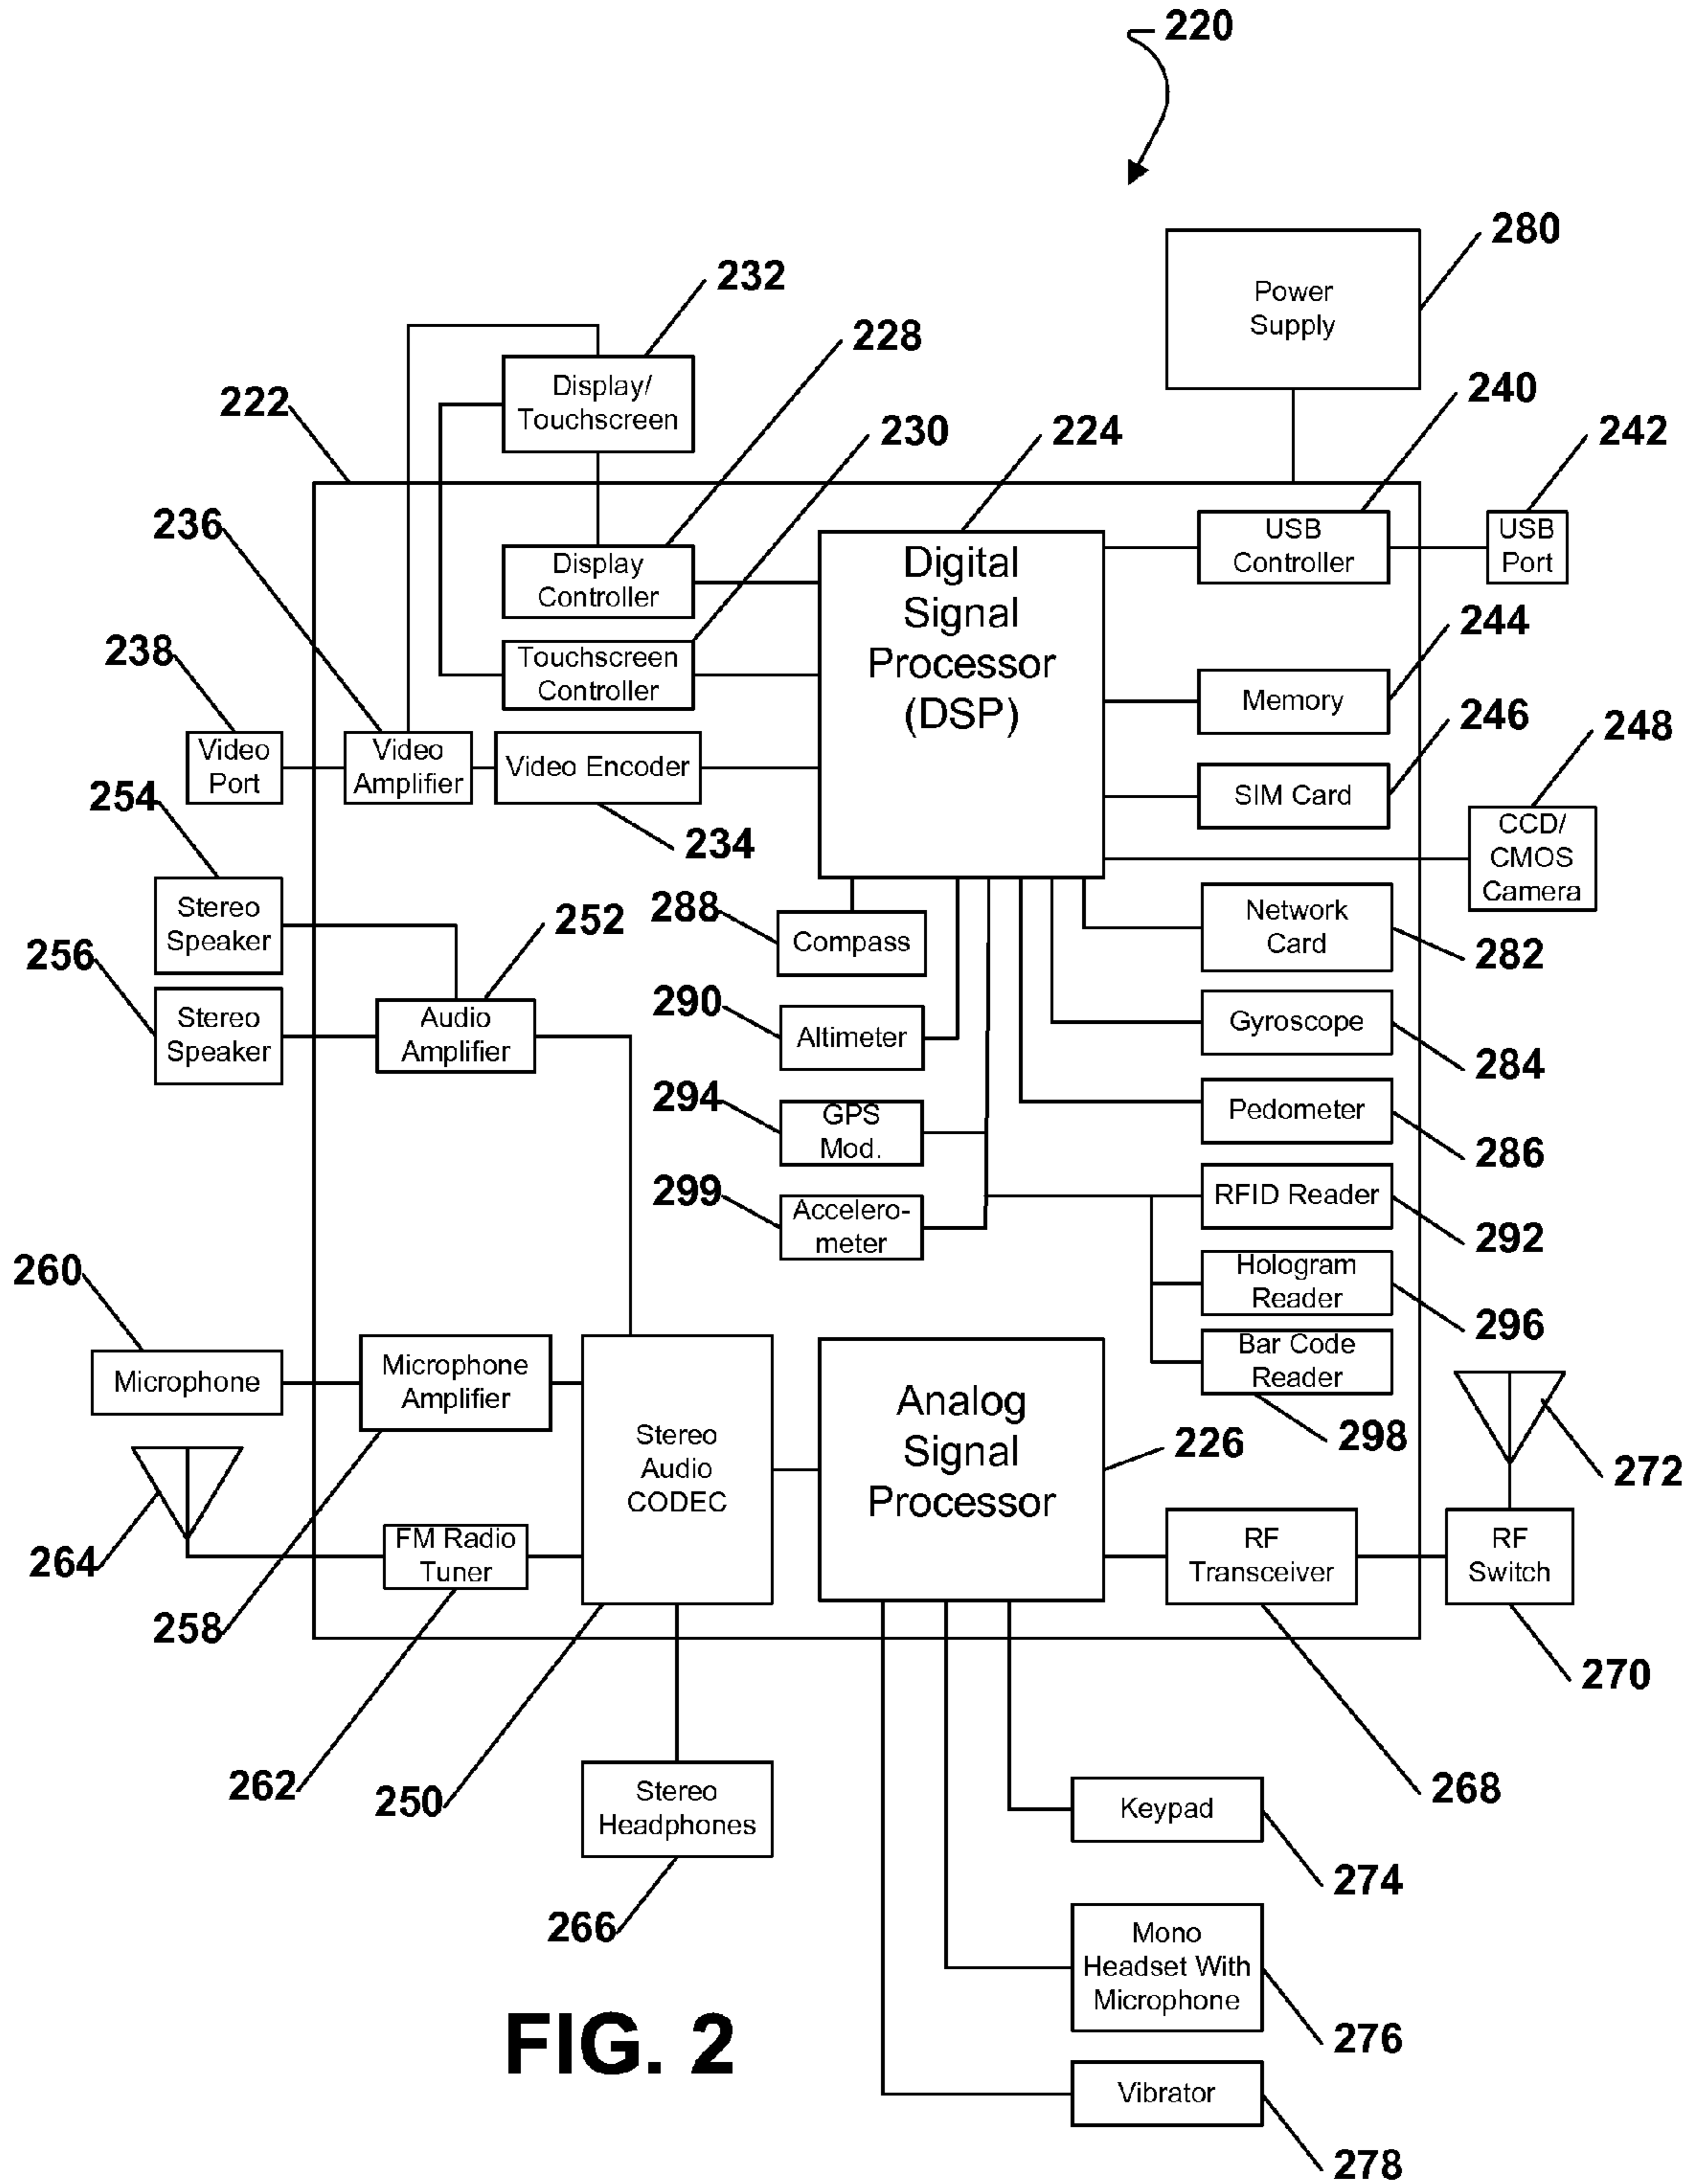 220
280
Power
Supply
232
228
Display/
Touchscreen
222
240
230
224
242
236
USB
Controller
USB
Port
Display
Controller
Digital
Signal
Processor
(DSP)
238
Touchscreen
Controller
244
Memory
246
248
Video
Port
Video
Amplifier
Video Encoder
254
SIM Card
234
CCD/
CMOS
Camera
Stereo
Speaker
252
288
Compass
Network
Card
256
282
Stereo
Speaker
Audio
Amplifier
290
Altimeter
Gyroscope
284
294
GPS
Mod.
Pedometer
286
299
Accelero-
meter
RFID Reader
292
260
Hologram
Reader
296
Microphone
Microphone
Amplifier
Bar Code
Reader
298
Stereo
Audio
CODEC
Analog
Signal
Processor
226
272
264
FM Radio
Tuner
RF
Transceiver
RF
Switch
258
270
262
250
Stereo
Headphones
268
Keypad
274
266
Mono
Headset With
Microphone
276
FIG. 2
Vibrator
278